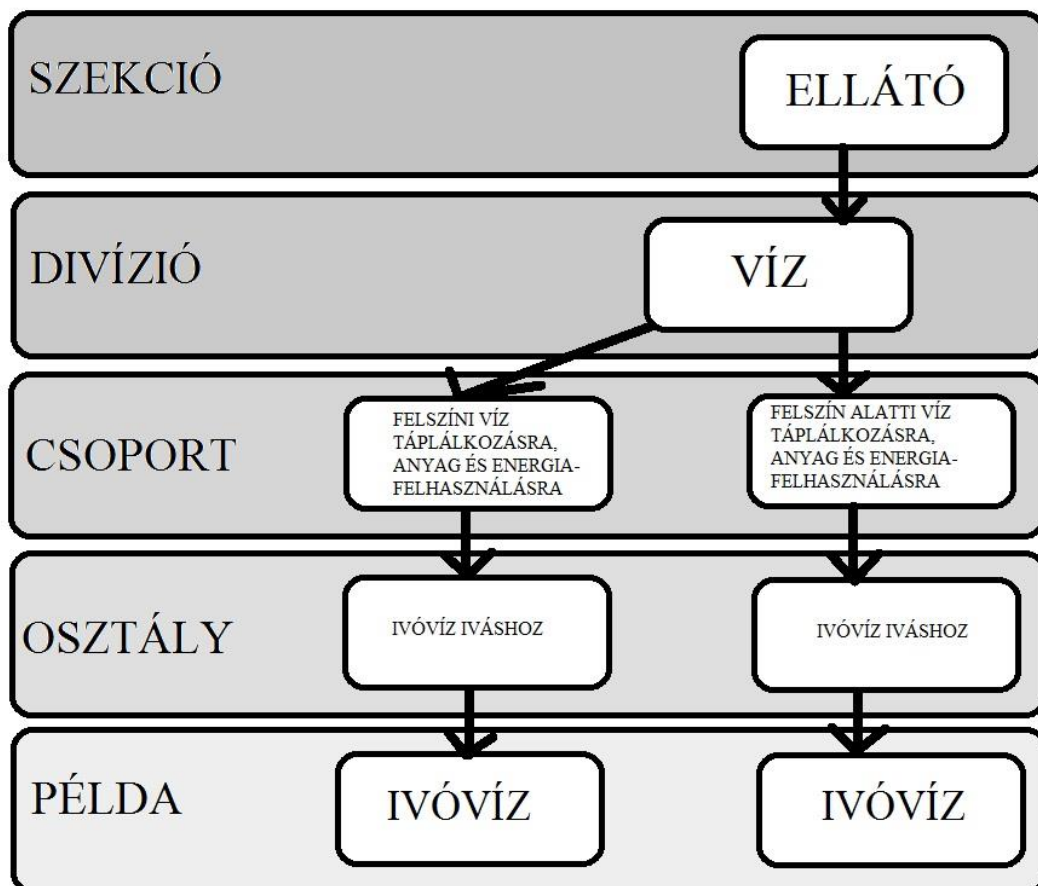 SZEKCIÓ
ELLÁTÓ
DIVÍZIÓ
VÍZ
CSOPORT
FELSZÍNI VÍZ
TÁPLÁLKOZÁSRA,
ANYAG ÉS ENERGIA-
FELHASZNÁLÁSRA
FELSZÍN ALATTI VÍZ
TÁPLÁLKOZÁSRA,
ANYAG ÉS ENERGIA-
FELHASZNÁLÁSRA
OSZTÁLY
IVÓVÍZ IVÁSHOZ
IVÓVÍZ IVÁSHOZ
PÉLDA
IVÓVÍZ
IVÓVÍZ